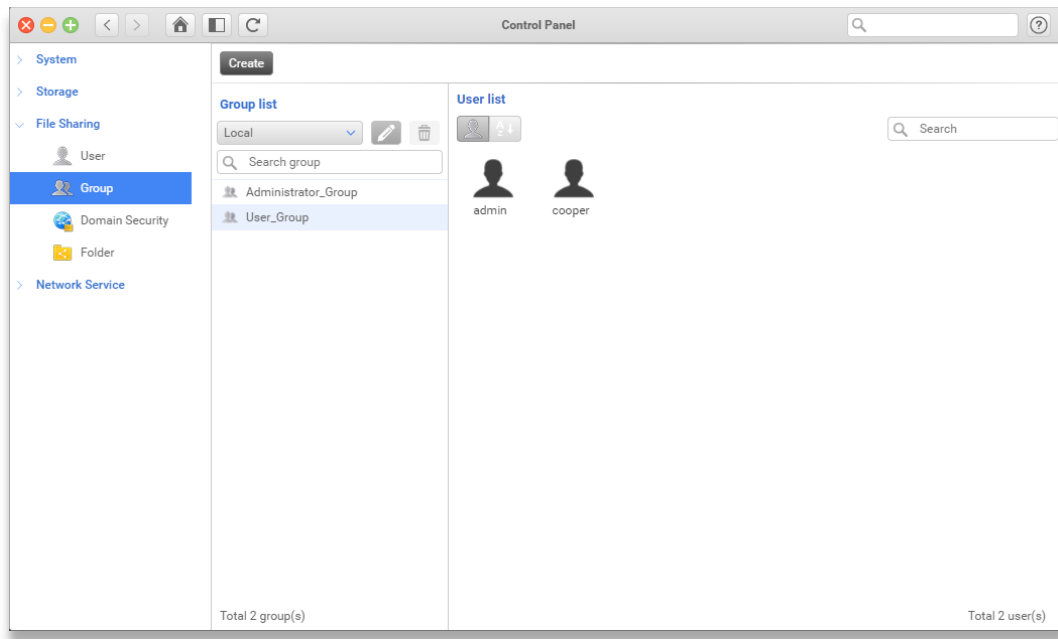 Control Panel
System
Storage
File Sharing
User
Group
Domain Security
Folder
Network Service
Create
Group list
Local
Search group
Administrator_Group
User_Group
Total 2 group(s)
User list
A
Z
Search
admin
cooper
Total 2 user(s)